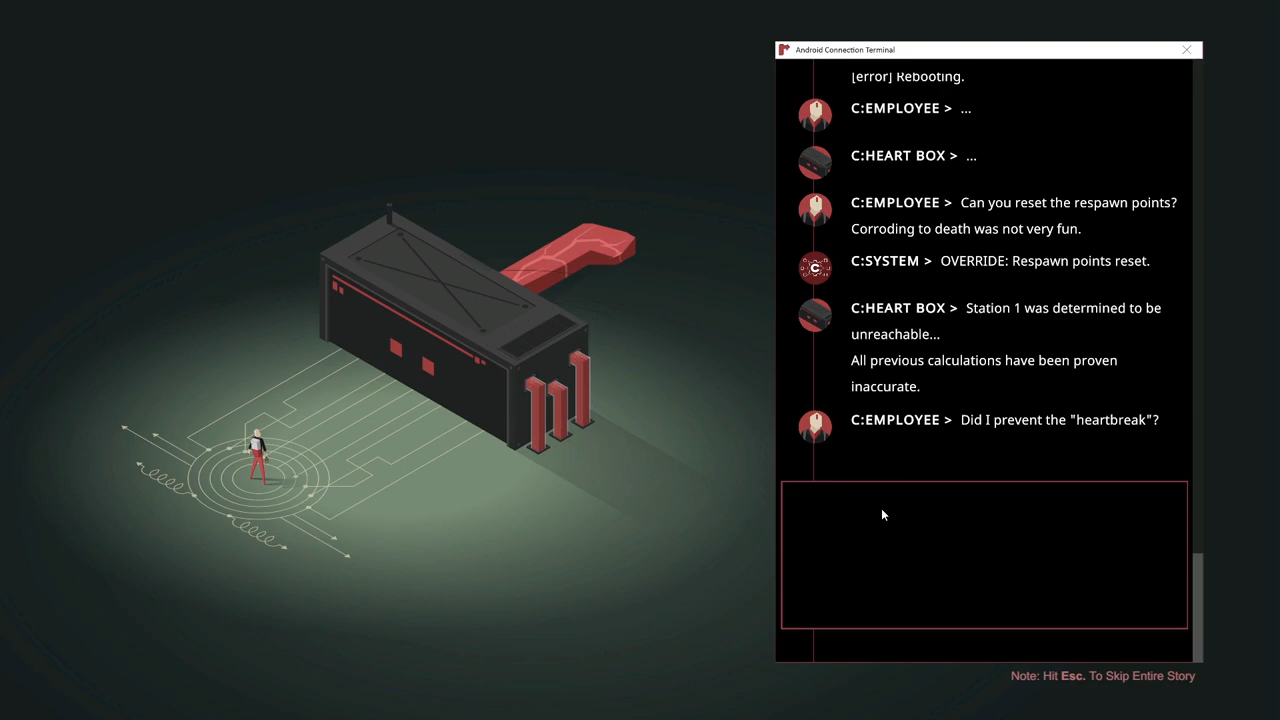 Android Connection Terminal
[error] Rebooting.
C:EMPLOYEE > ...
C:HEART BOX > ...
C:EMPLOYEE > Can you reset the respawn points?
Corroding to death was not very fun.
C:SYSTEM > OVERRIDE: Respawn points reset.
C:HEART BOX > Station 1 was determined to be
unreachable...
All previous calculations have been proven
inaccurate.
C:EMPLOYEE > Did I prevent the "heartbreak"?
Note: Hit Esc. To Skip Entire Story